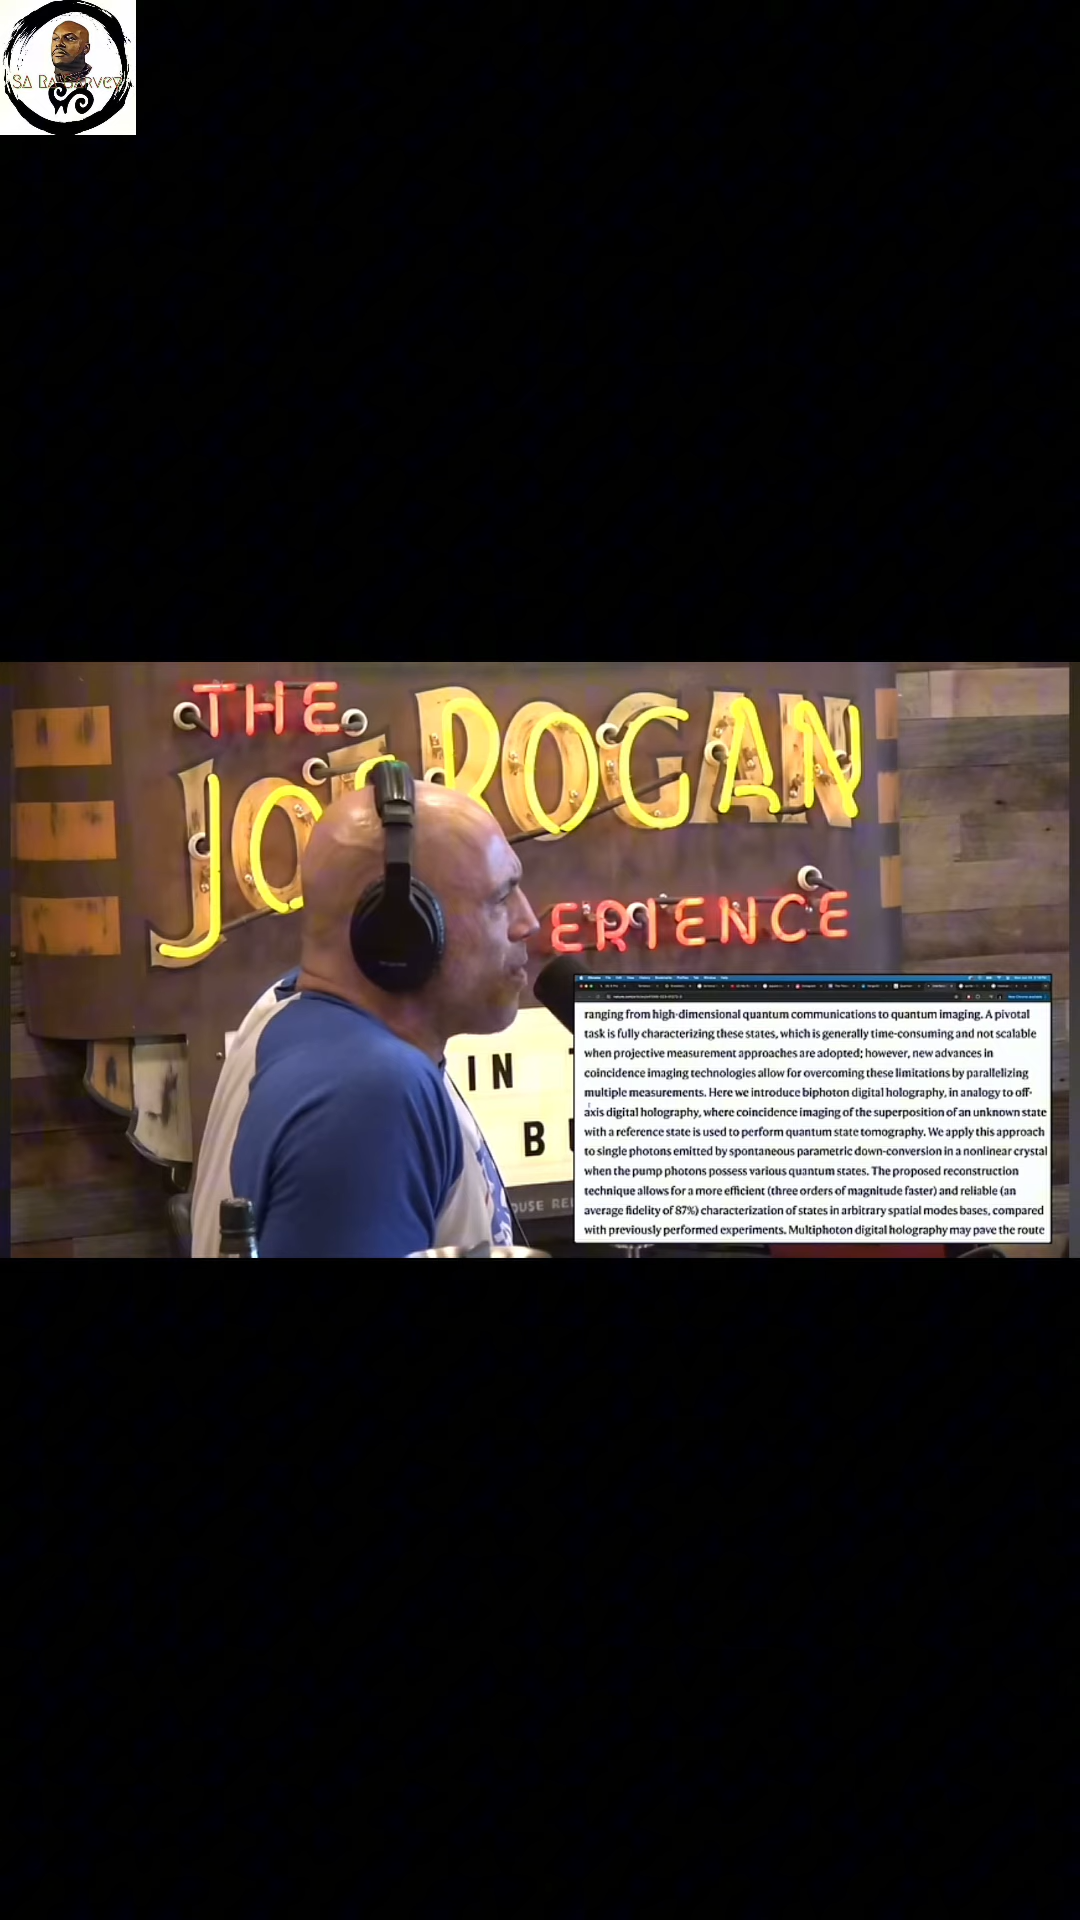 SA RA GARVEY
THE
JOE ROGAN
ERIENCE
IN
B
OUSE RE
ranging from high-dimensional quantum communications to quantum imaging. A pivotal
task is fully characterizing these states, which is generally time-consuming and not scalable
when projective measurement approaches are adopted; however, new advances in
coincidence imaging technologies allow for overcoming these limitations by parallelizing
multiple measurements. Here we introduce biphoton digital holography, in analogy to off-
axis digital holography, where coincidence imaging of the superposition of an unknown state
with a reference state is used to perform quantum state tomography. We apply this approach
to single photons emitted by spontaneous parametric down-conversion in a nonlinear crystal
when the pump photons possess various quantum states. The proposed reconstruction
technique allows for a more efficient (three orders of magnitude faster) and reliable (an
average fidelity of 87%) characterization of states in arbitrary spatial modes bases, compared
with previously performed experiments. Multiphoton digital holography may pave the route